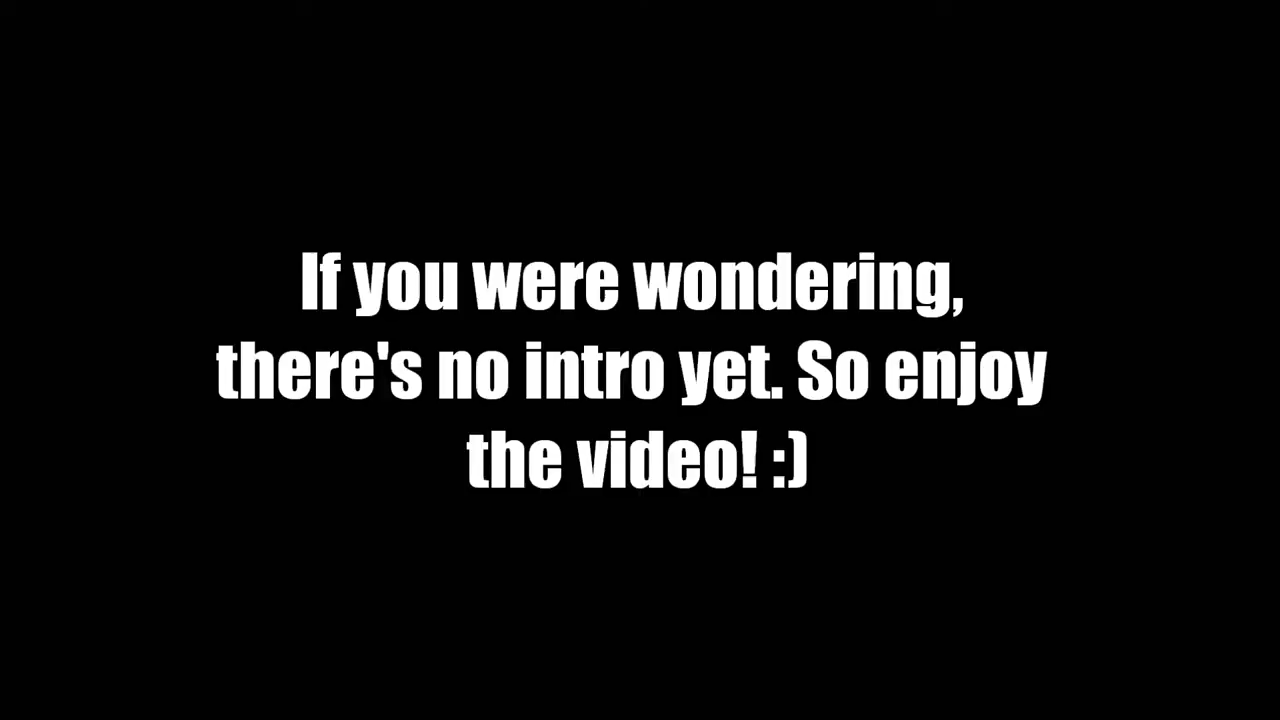 If you were wondering,
there's no intro yet. So enjoy
the video! :)